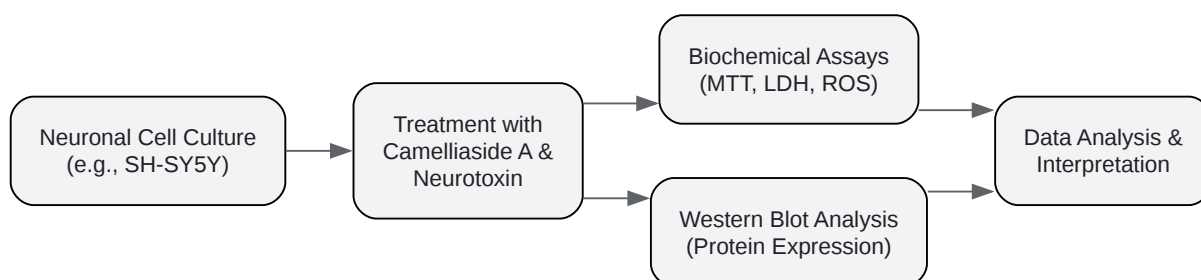 Neuronal Cell Culture
(e.g., SH-SY5Y)
Treatment with
Camelliaside A &
Neurotoxin
Biochemical Assays
(MTT, LDH, ROS)
Western Blot Analysis
(Protein Expression)
Data Analysis &
Interpretation